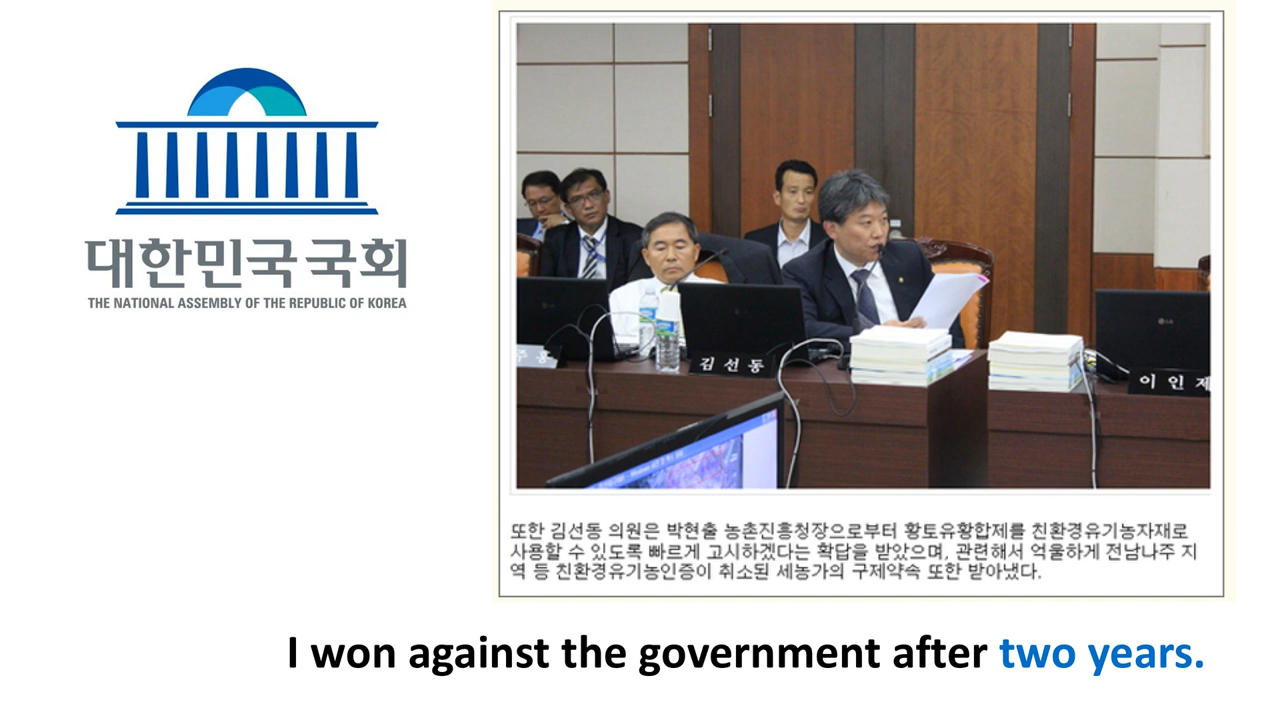 대한민국국회
THE NATIONAL ASSEMBLY OF THE REPUBLIC OF KOREA
주홍
김선동
이인제
LG
또한 김선동 의원은 박현출 농촌진흥청장으로부터 황토유황합제를 친환경유기농자재로
사용할 수 있도록 빠르게 고시하겠다는 확답을 받았으며, 관련해서 억울하게 전남나주 지
역 등 친환경유기농인증이 취소된 세농가의 구제약속 또한 받아냈다.
I won against the government after two years.